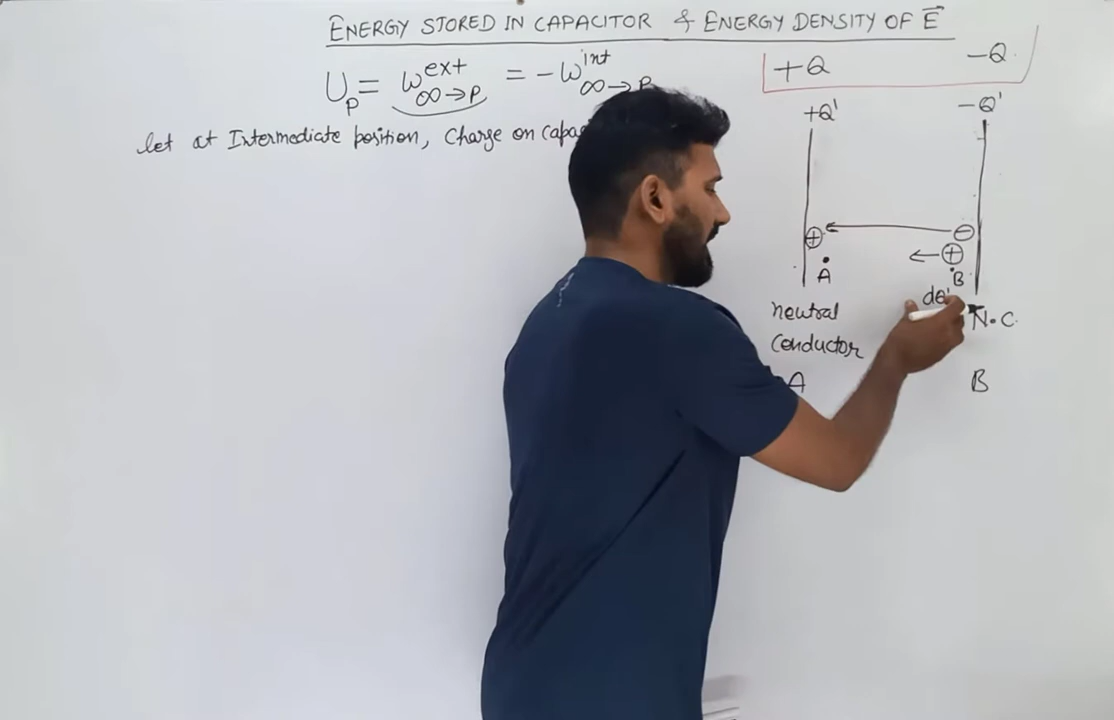 ENERGY STORED IN CAPACITOR & ENERGY DENSITY OF E⃗
U_P = W^ext_∞→P = -W^int_∞→P
+Q -Q
+Q' -Q'
let at Intermediate position, Charge on
⊕ ⊖
← ⊕
A B
dQ'
neutral N.C.
Conductor
A B